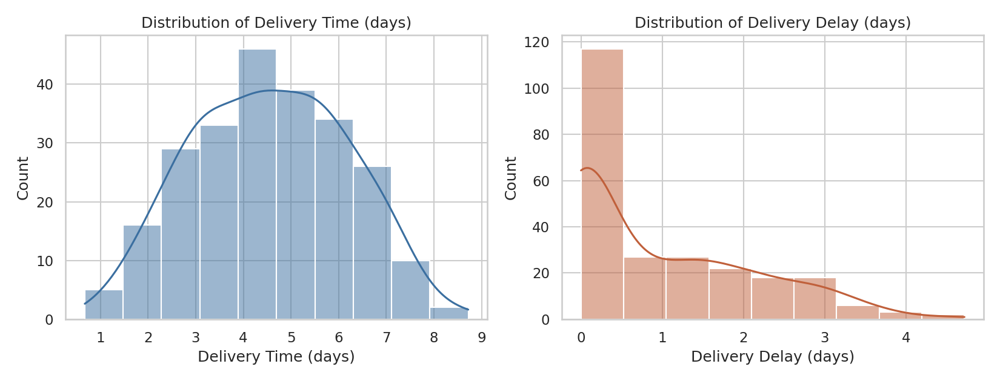 Distribution of Delivery Time (days)
Count
40
30
20
10
0
1 2 3 4 5 6 7 8 9
Delivery Time (days)
Distribution of Delivery Delay (days)
Count
120
100
80
60
40
20
0
0 1 2 3 4
Delivery Delay (days)